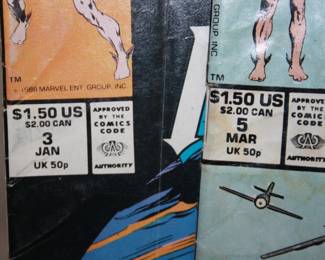 TM
© 1988 MARVEL ENT. GROUP, INC.
$1.50 US
$2.00 CAN
3
JAN
UK 50p
APPROVED
BY THE
COMICS
CODE
AUTHORITY
GROUP, INC.
TM
$1.50 US
$2.00 CAN
5
MAR
UK 50p
APPROVED
BY THE
COMICS
CODE
AUTHORITY